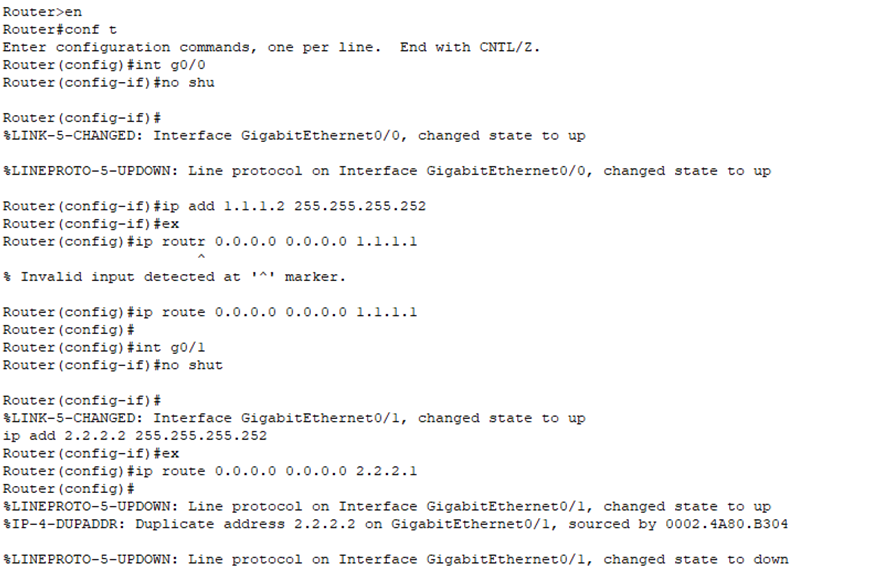 Router>en
Router#conf t
Enter configuration commands, one per line.  End with CNTL/Z.
Router(config)#int g0/0
Router(config-if)#no shu
Router(config-if)#
%LINK-5-CHANGED: Interface GigabitEthernet0/0, changed state to up
%LINEPROTO-5-UPDOWN: Line protocol on Interface GigabitEthernet0/0, changed state to up
Router(config-if)#ip add 1.1.1.2 255.255.255.252
Router(config-if)#ex
Router(config)#ip routr 0.0.0.0 0.0.0.0 1.1.1.1
^
% Invalid input detected at '^' marker.
Router(config)#ip route 0.0.0.0 0.0.0.0 1.1.1.1
Router(config)#
Router(config)#int g0/1
Router(config-if)#no shut
Router(config-if)#
%LINK-5-CHANGED: Interface GigabitEthernet0/1, changed state to up
ip add 2.2.2.2 255.255.255.252
Router(config-if)#ex
Router(config)#ip route 0.0.0.0 0.0.0.0 2.2.2.1
Router(config)#
%LINEPROTO-5-UPDOWN: Line protocol on Interface GigabitEthernet0/1, changed state to up
%IP-4-DUPADDR: Duplicate address 2.2.2.2 on GigabitEthernet0/1, sourced by 0002.4A80.B304
%LINEPROTO-5-UPDOWN: Line protocol on Interface GigabitEthernet0/1, changed state to down